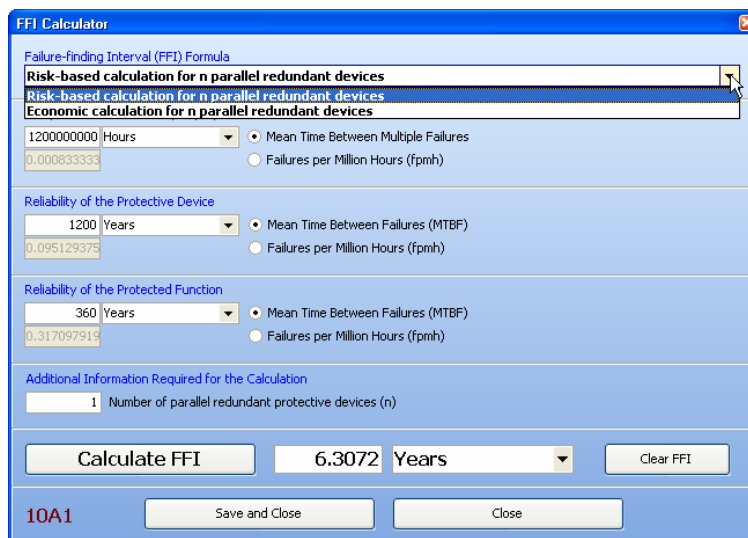 FFI Calculator
Failure-finding Interval (FFI) Formula
Risk-based calculation for n parallel redundant devices
Risk-based calculation for n parallel redundant devices
Economic calculation for n parallel redundant devices
1200000000 Hours Mean Time Between Multiple Failures
0.000833333 Failures per Million Hours (fpmh)
Reliability of the Protective Device
1200 Years Mean Time Between Failures (MTBF)
0.095129375 Failures per Million Hours (fpmh)
Reliability of the Protected Function
360 Years Mean Time Between Failures (MTBF)
0.317097919 Failures per Million Hours (fpmh)
Additional Information Required for the Calculation
1 Number of parallel redundant protective devices (n)
Calculate FFI 6.3072 Years Clear FFI
10A1 Save and Close Close